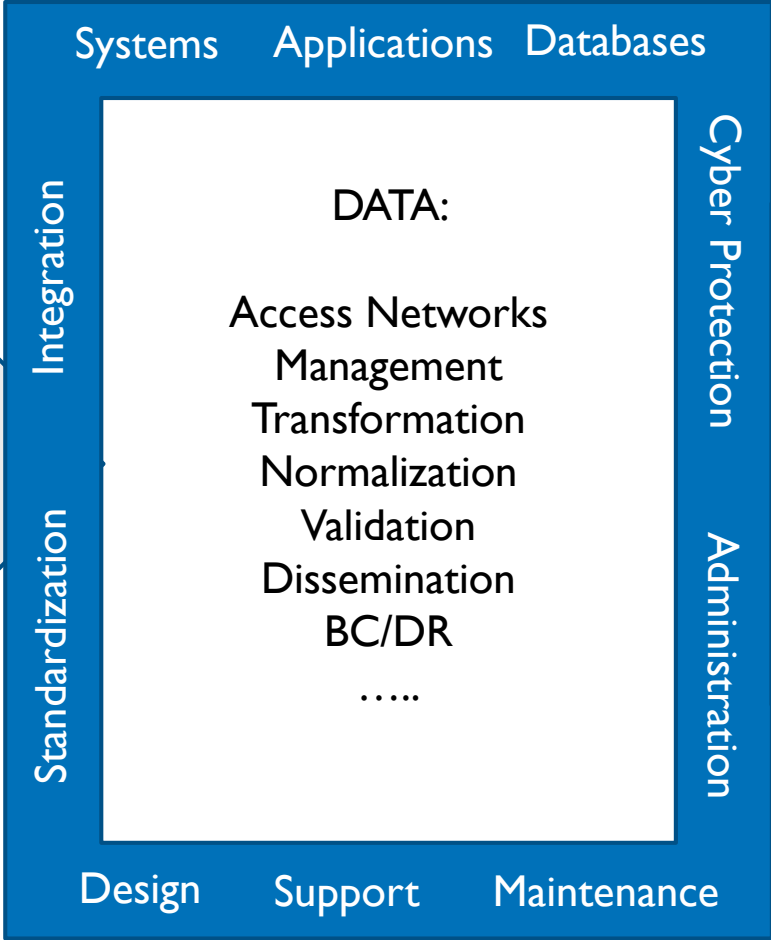 Systems Applications Databases
Integration
Standardization
DATA:
Access Networks
Management
Transformation
Normalization
Validation
Dissemination
BC/DR
…..
Cyber Protection
Administration
Design Support Maintenance